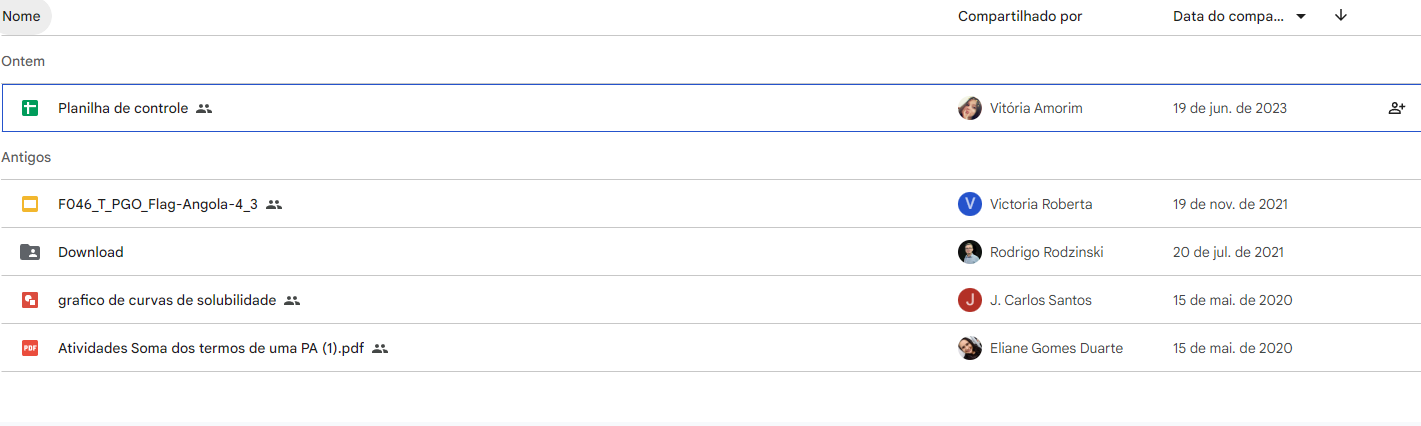 Nome Compartilhado por Data do compa...
Ontem
Planilha de controle Vitória Amorim 19 de jun. de 2023
Antigos
F046_T_PGO_Flag-Angola-4_3 V Victoria Roberta 19 de nov. de 2021
Download Rodrigo Rodzinski 20 de jul. de 2021
grafico de curvas de solubilidade J J. Carlos Santos 15 de mai. de 2020
PDF Atividades Soma dos termos de uma PA (1).pdf Eliane Gomes Duarte 15 de mai. de 2020